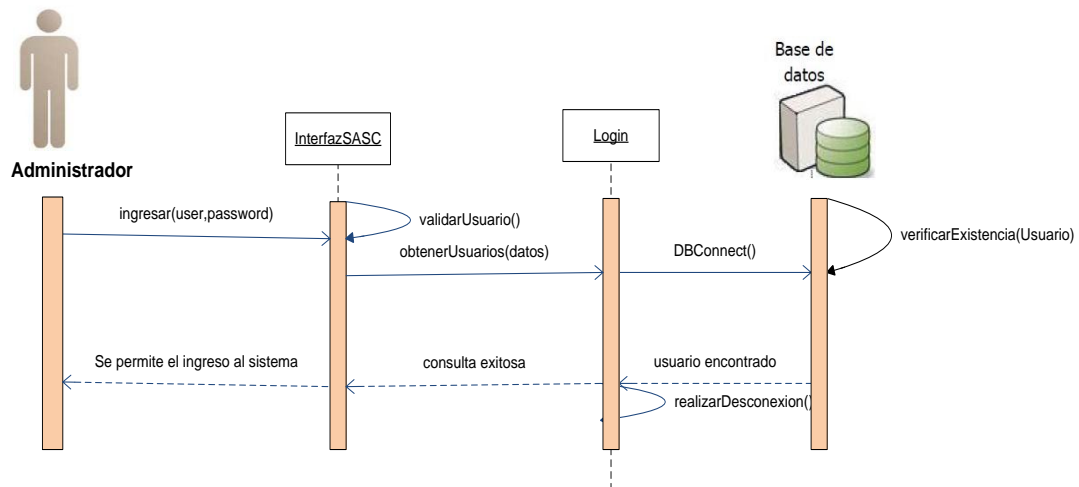 Base de
datos
InterfazSASC
Login
Administrador
ingresar(user,password)
validarUsuario()
verificarExistencia(Usuario)
obtenerUsuarios(datos)
DBConnect()
Se permite el ingreso al sistema
consulta exitosa
usuario encontrado
realizarDesconexion()